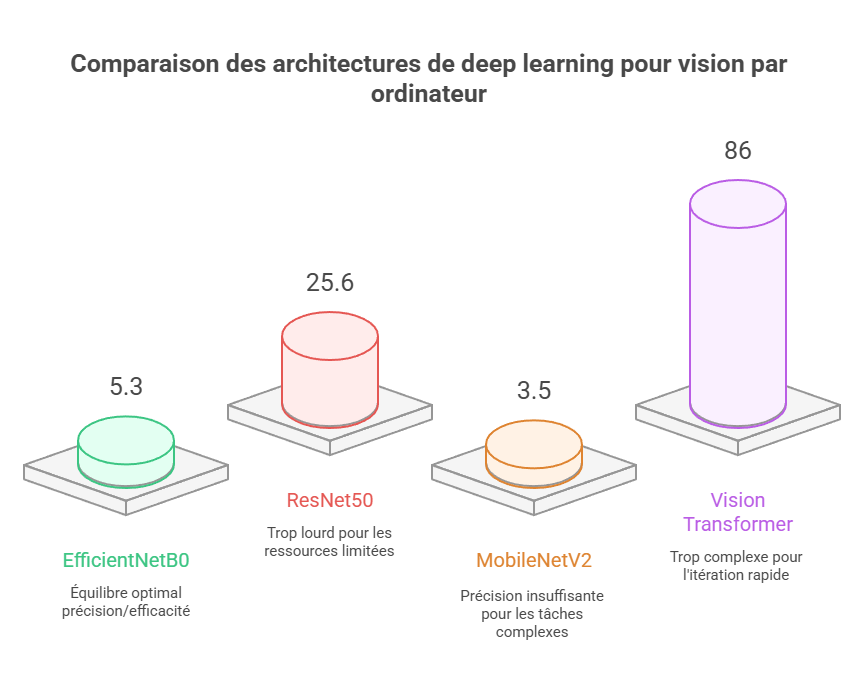 Comparaison des architectures de deep learning pour vision par
ordinateur
5.3
EfficientNetB0
Équilibre optimal
précision/efficacité
25.6
ResNet50
Trop lourd pour les
ressources limitées
3.5
MobileNetV2
Précision insuffisante
pour les tâches
complexes
86
Vision
Transformer
Trop complexe pour
l'itération rapide